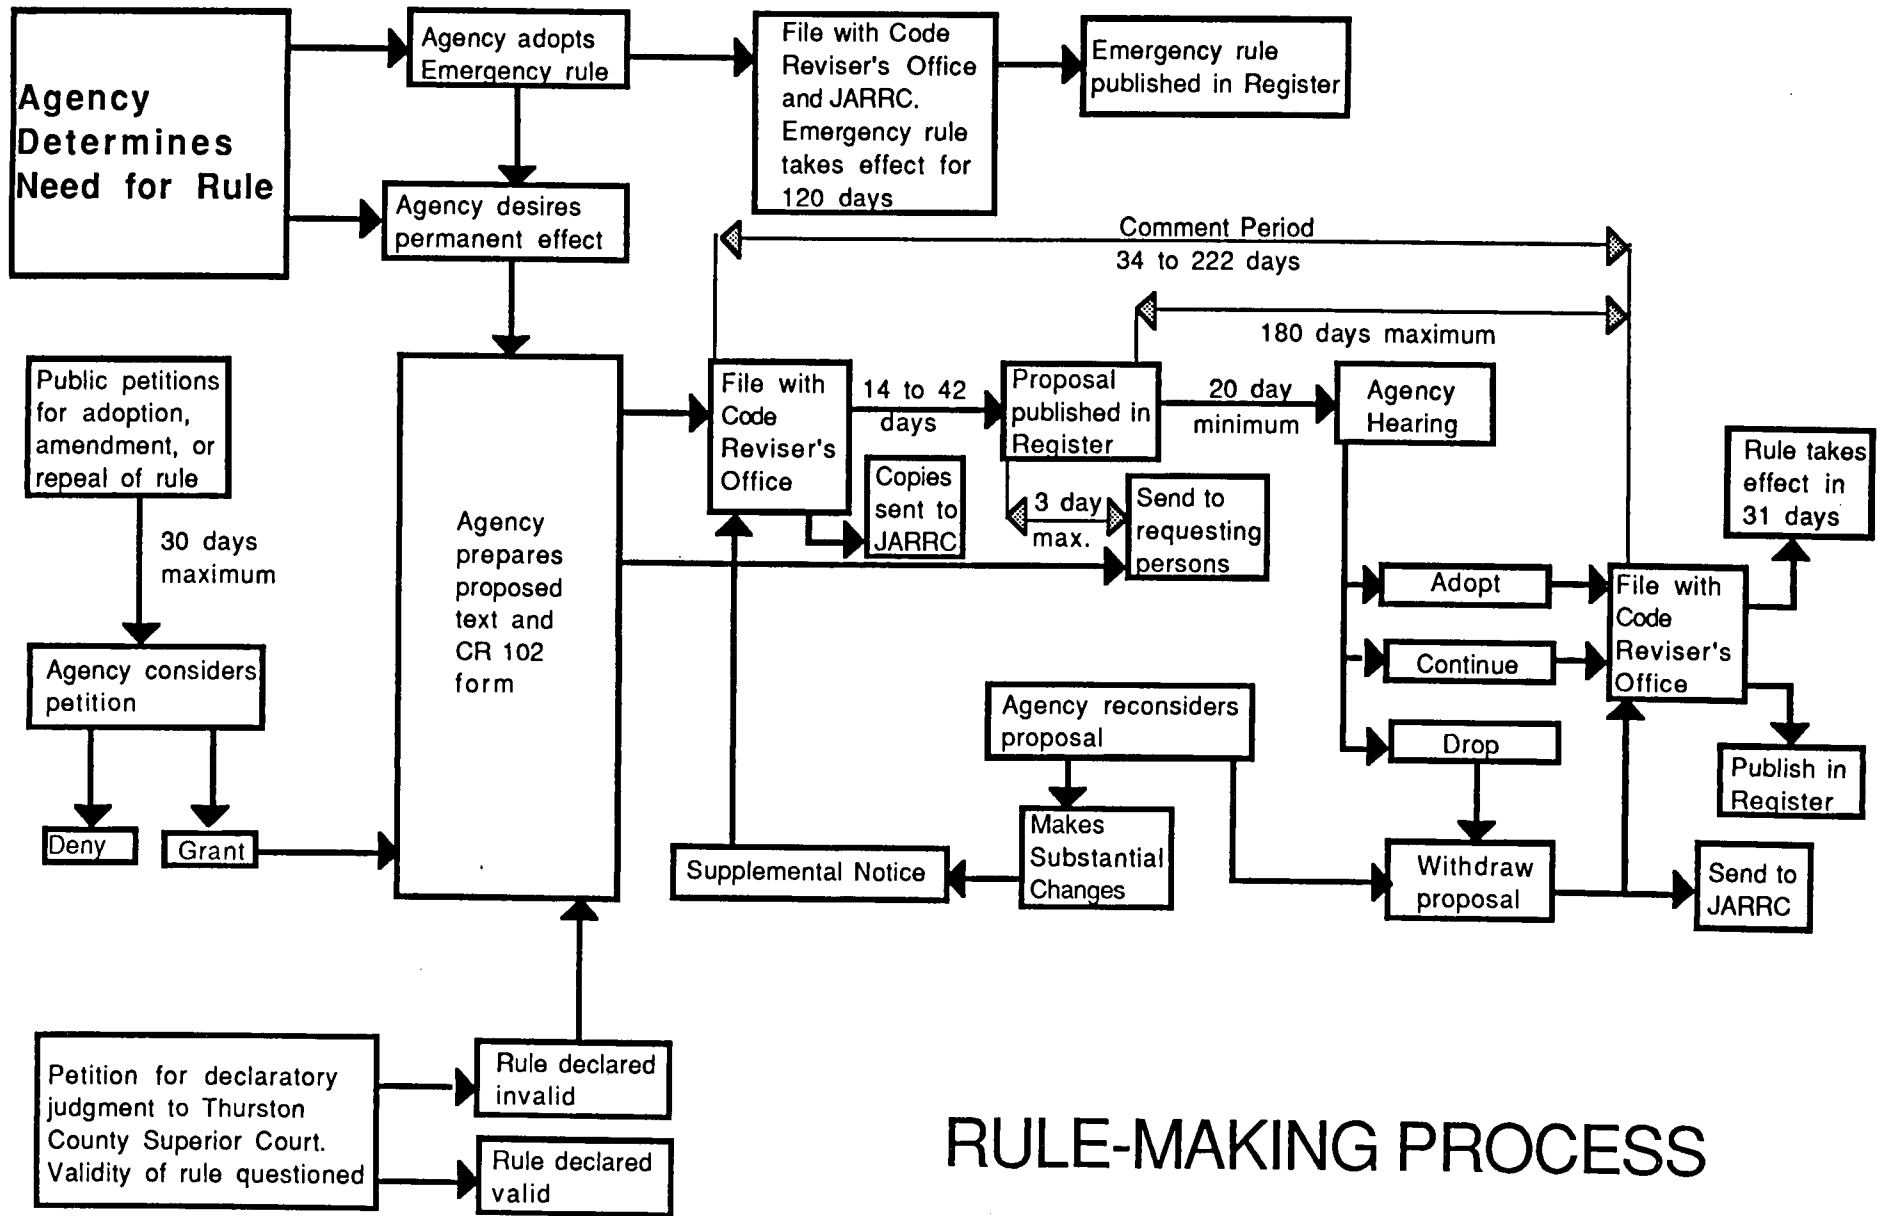 Agency
Determines
Need for Rule
Agency adopts
Emergency rule
File with Code
Reviser's Office
and JARRC.
Emergency rule
takes effect for
120 days
Emergency rule
published in Register
Agency desires
permanent effect
Comment Period
34 to 222 days
180 days maximum
Public petitions
for adoption,
amendment, or
repeal of rule
30 days
maximum
Agency considers
petition
Deny
Grant
Agency
prepares
proposed
text and
CR 102
form
File with
Code
Reviser's
Office
14 to 42
days
Copies
sent to
JARRC
Proposal
published in
Register
3 day
max.
Send to
requesting
persons
20 day
minimum
Agency
Hearing
Adopt
Continue
Drop
File with
Code
Reviser's
Office
Rule takes
effect in
31 days
Publish in
Register
Agency reconsiders
proposal
Makes
Substantial
Changes
Supplemental Notice
Withdraw
proposal
Send to
JARRC
Petition for declaratory
judgment to Thurston
County Superior Court.
Validity of rule questioned
Rule declared
invalid
Rule declared
valid
RULE-MAKING PROCESS